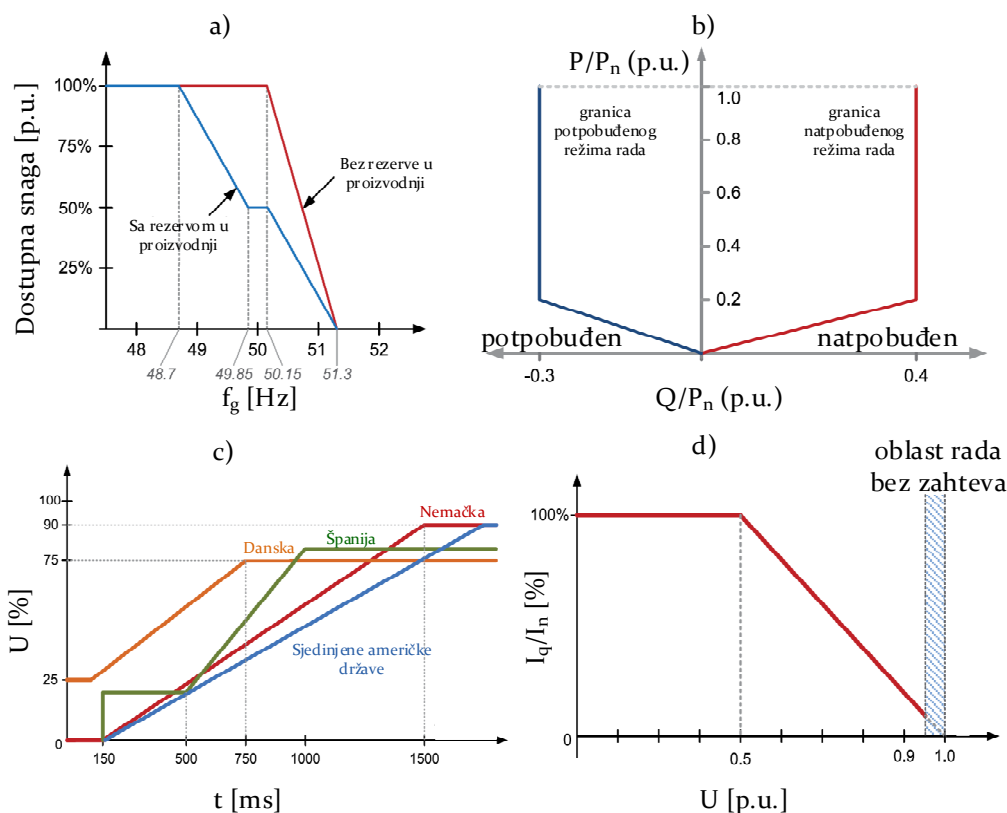 a)
100%
75%
50%
25%
Dostupna snaga [p.u.]
Bez rezerve u
proizvodnji
Sa rezervom u
proizvodnji
48
49
50
51
52
48.7
49.85
50.15
51.3
f_g [Hz]
b)
P/P_n (p.u.)
1.0
0.8
0.6
0.4
0.2
granica
potpobuđenog
režima rada
granica
natpobuđenog
režima rada
potpobuđen
natpobuđen
-0.3
0.4
Q/P_n (p.u.)
c)
100
90
75
25
0
U [%]
Nemačka
Danska
Španija
Sjedinjene američke
države
150
500
750
1000
1500
t [ms]
d)
oblast rada
bez zahteva
100%
0
I_q/I_n [%]
0.5
0.9
1.0
U [p.u.]